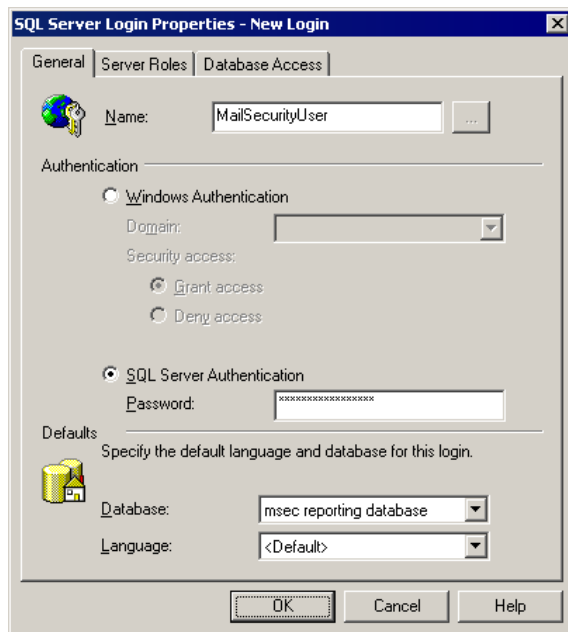 SQL Server Login Properties - New Login
General Server Roles Database Access
Name: MailSecurityUser ...
Authentication
Windows Authentication
Domain:
Security access:
Grant access
Deny access
SQL Server Authentication
Password: ****************
Defaults
Specify the default language and database for this login.
Database: msec reporting database
Language: <Default>
OK Cancel Help